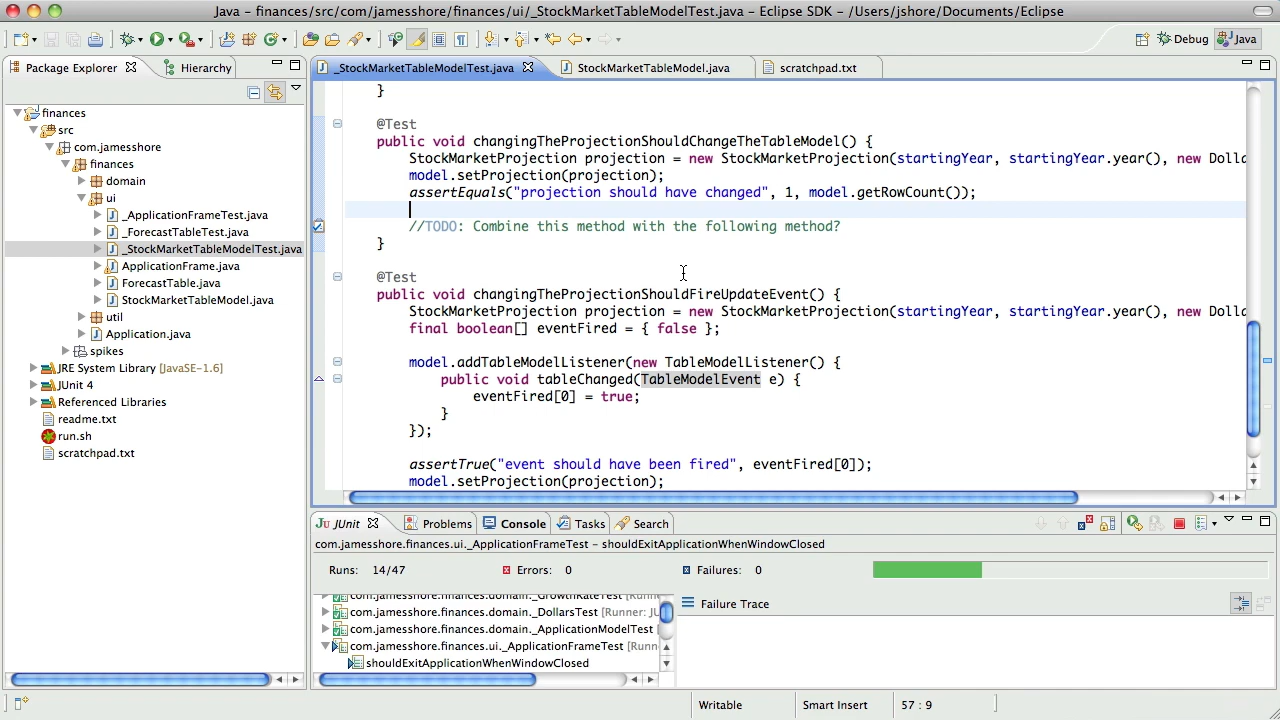 Java - finances/src/com/jamesshore/finances/ui/_StockMarketTableModelTest.java - Eclipse SDK - /Users/jshore/Documents/Eclipse
Debug
Java
Package Explorer
Hierarchy
_StockMarketTableModelTest.java
StockMarketTableModel.java
scratchpad.txt
finances
src
com.jamesshore
finances
domain
ui
_ApplicationFrameTest.java
_ForecastTableTest.java
_StockMarketTableModelTest.java
ApplicationFrame.java
ForecastTable.java
StockMarketTableModel.java
util
Application.java
spikes
JRE System Library [JavaSE-1.6]
JUnit 4
Referenced Libraries
readme.txt
run.sh
scratchpad.txt
}
@Test
public void changingTheProjectionShouldChangeTheTableModel() {
StockMarketProjection projection = new StockMarketProjection(startingYear, startingYear.year(), new Dolla
model.setProjection(projection);
assertEquals("projection should have changed", 1, model.getRowCount());
//TODO: Combine this method with the following method?
}
@Test
public void changingTheProjectionShouldFireUpdateEvent() {
StockMarketProjection projection = new StockMarketProjection(startingYear, startingYear.year(), new Dolla
final boolean[] eventFired = { false };
model.addTableModelListener(new TableModelListener() {
public void tableChanged(TableModelEvent e) {
eventFired[0] = true;
}
});
assertTrue("event should have been fired", eventFired[0]);
model.setProjection(projection);
JUnit
Problems
Console
Tasks
Search
com.jamesshore.finances.ui._ApplicationFrameTest - shouldExitApplicationWhenWindowClosed
Runs: 14/47
Errors: 0
Failures: 0
com.jamesshore.finances.domain._GrowthRateTest [Runne
com.jamesshore.finances.domain._DollarsTest [Runner: JU
com.jamesshore.finances.domain._ApplicationModelTest
com.jamesshore.finances.ui._ApplicationFrameTest [Runn
shouldExitApplicationWhenWindowClosed
Failure Trace
Writable
Smart Insert
57 : 9